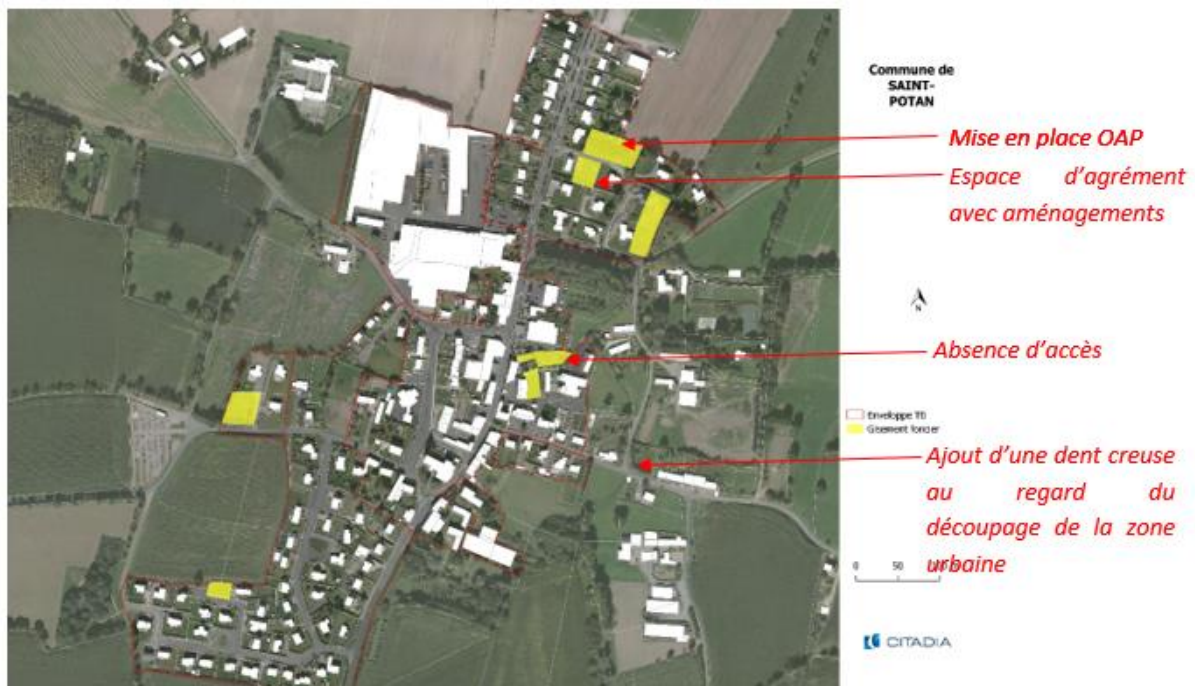 Commune de
SAINT-
POTAN
Mise en place OAP
Espace d'agrément
avec aménagements
N
Absence d'accès
Enveloppe T0
Gisement foncier
Ajout d'une dent creuse
au regard du
découpage de la zone
urbaine
0 50
CITADIA